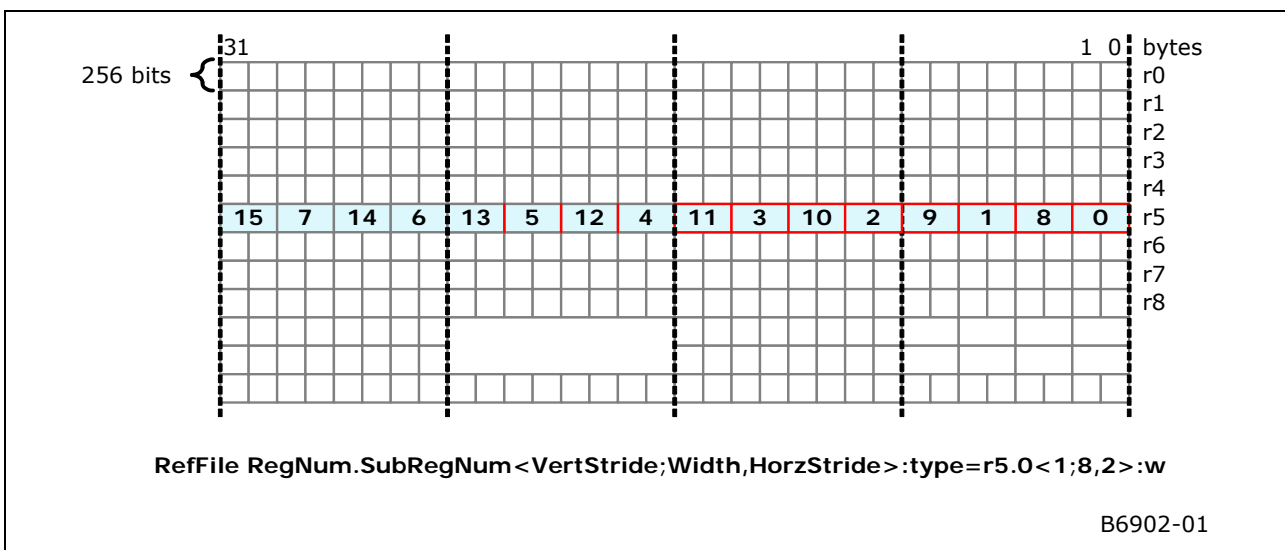 31 1 0 bytes
256 bits { r0
r1
r2
r3
r4
15 7 14 6 13 5 12 4 11 3 10 2 9 1 8 0 r5
r6
r7
r8
RefFile RegNum.SubRegNum<VertStride;Width,HorzStride>:type=r5.0<1;8,2>:w
B6902-01